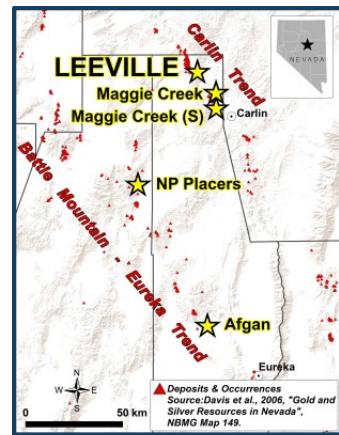 Carlin Trend
NEVADA
LEEVILLE
Maggie Creek
Maggie Creek (S)
Carlin
Battle Mountain - Eureka Trend
NP Placers
Afgan
Eureka
N
W E
S
0 50 km
Deposits & Occurrences
Source:Davis et al., 2006, "Gold and
Silver Resources in Nevada",
NBMG Map 149.